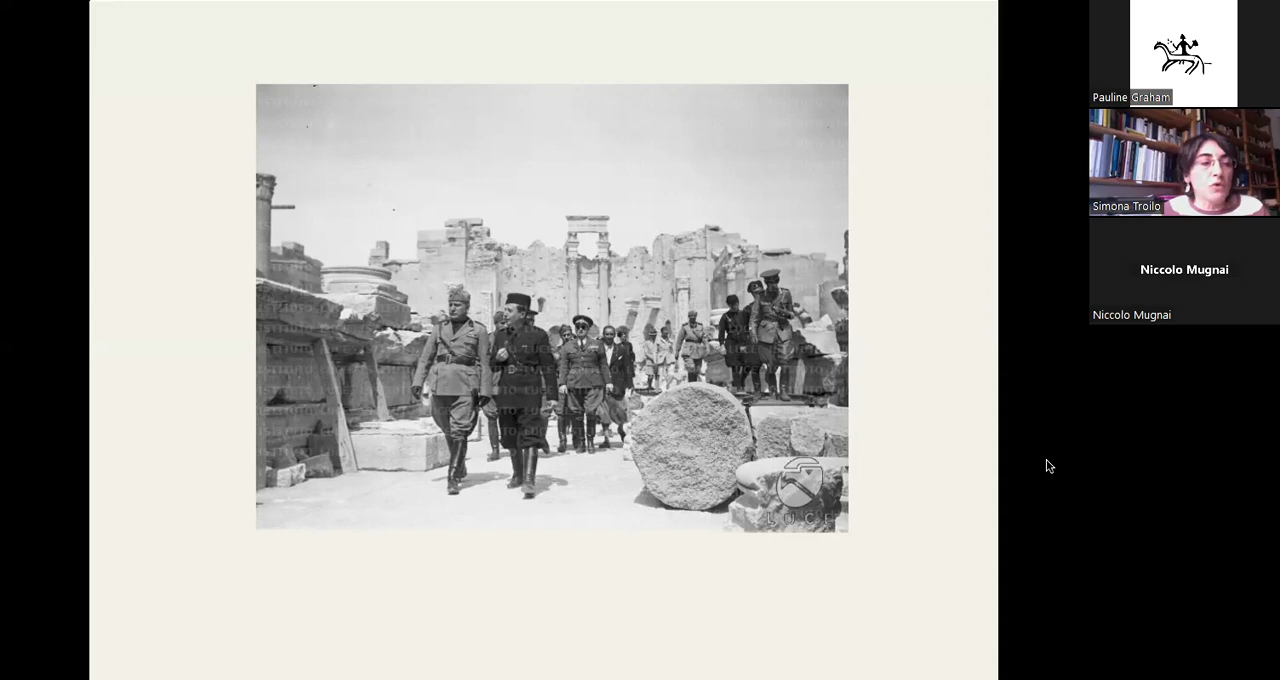 LUCE
Pauline Graham
Simona Troilo
Niccolo Mugnai
Niccolo Mugnai